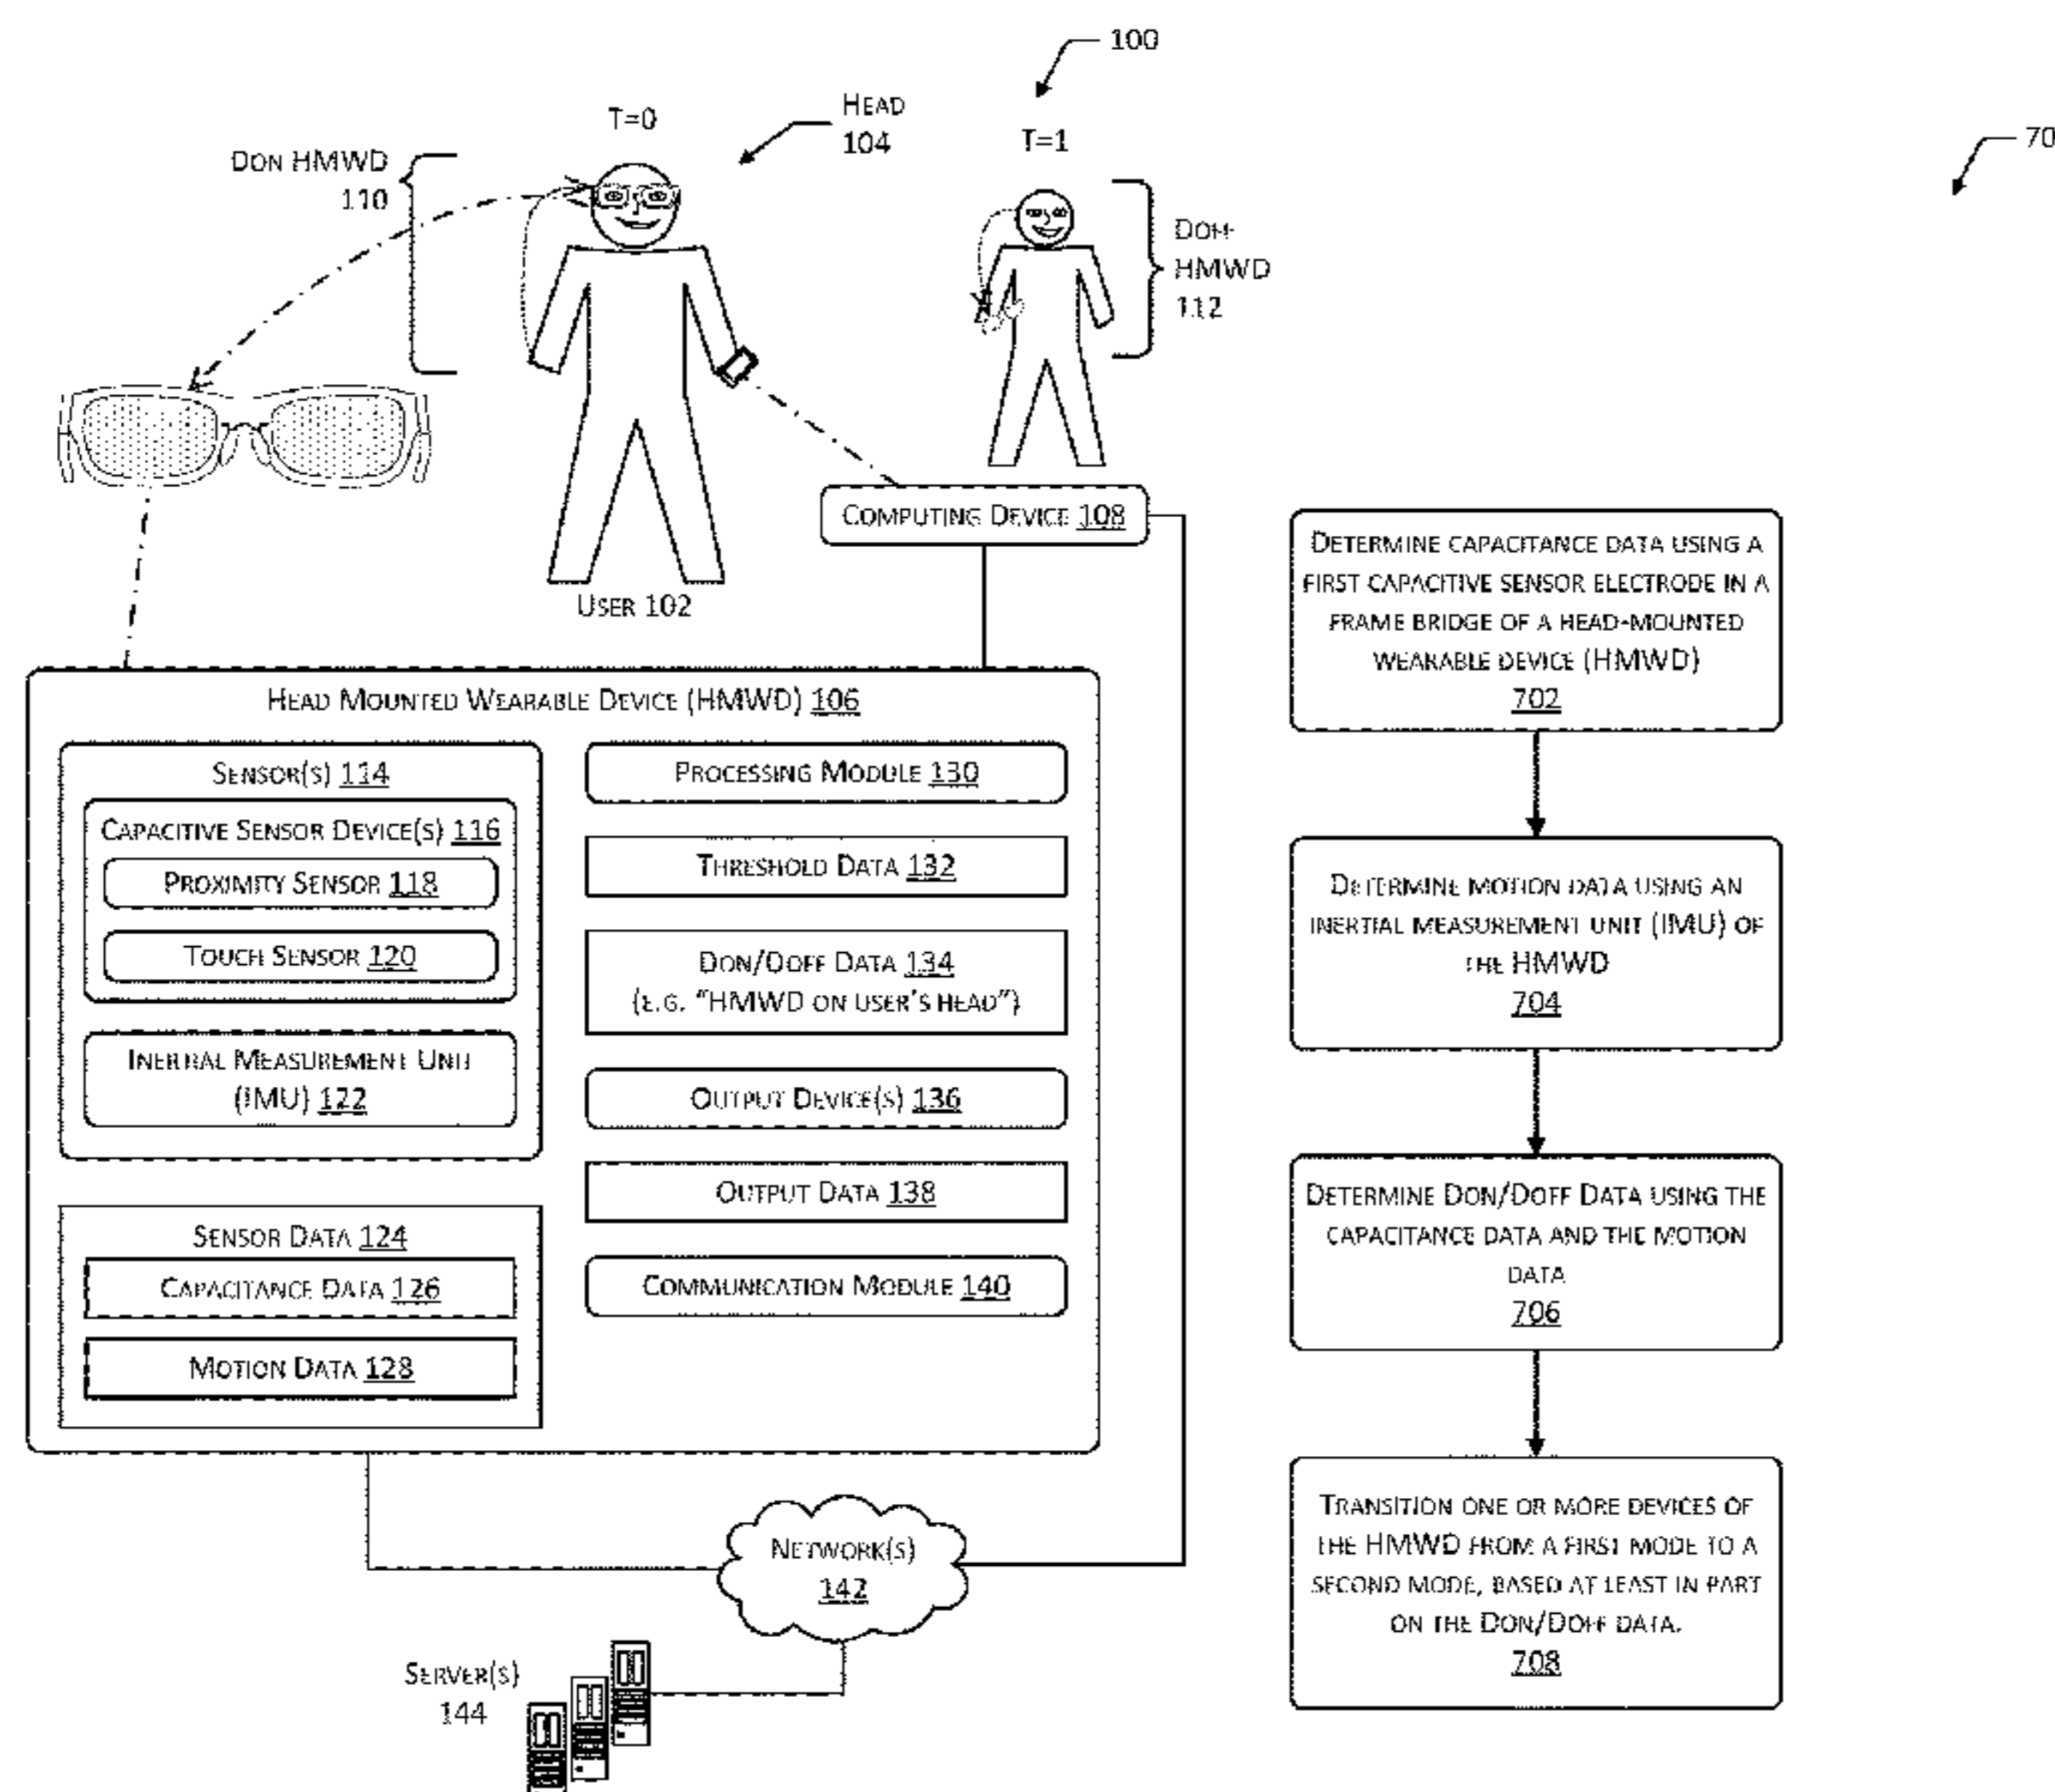 100
T=0
HEAD
104
T=1
DON HMWD
110
DOFF
HMWD
112
70
COMPUTING DEVICE 108
USER 102
HEAD MOUNTED WEARABLE DEVICE (HMWD) 106
SENSOR(S) 114
CAPACITIVE SENSOR DEVICE(S) 116
PROXIMITY SENSOR 118
TOUCH SENSOR 120
INERTIAL MEASUREMENT UNIT
(IMU) 122
SENSOR DATA 124
CAPACITANCE DATA 126
MOTION DATA 128
PROCESSING MODULE 130
THRESHOLD DATA 132
DON/DOFF DATA 134
(E.G. "HMWD ON USER'S HEAD")
OUTPUT DEVICE(S) 136
OUTPUT DATA 138
COMMUNICATION MODULE 140
NETWORK(S)
142
SERVER(S)
144
DETERMINE CAPACITANCE DATA USING A
FIRST CAPACITIVE SENSOR ELECTRODE IN A
FRAME BRIDGE OF A HEAD-MOUNTED
WEARABLE DEVICE (HMWD)
702
DETERMINE MOTION DATA USING AN
INERTIAL MEASUREMENT UNIT (IMU) OF
THE HMWD
704
DETERMINE DON/DOFF DATA USING THE
CAPACITANCE DATA AND THE MOTION
DATA
706
TRANSITION ONE OR MORE DEVICES OF
THE HMWD FROM A FIRST MODE TO A
SECOND MODE, BASED AT LEAST IN PART
ON THE DON/DOFF DATA.
708